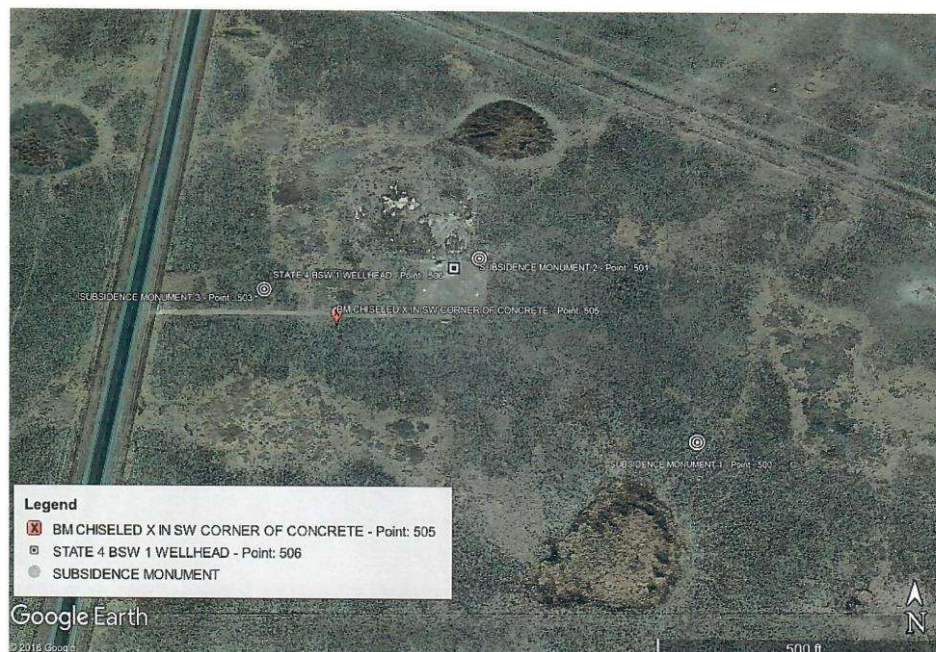 SUBSIDENCE MONUMENT 2 - Point: 501
STATE 4 BSW 1 WELLHEAD - Point: 506
SUBSIDENCE MONUMENT 3 - Point: 503
BM CHISELED X IN SW CORNER OF CONCRETE - Point: 505
SUBSIDENCE MONUMENT 1 - Point: 500
Legend
X BM CHISELED X IN SW CORNER OF CONCRETE - Point: 505
STATE 4 BSW 1 WELLHEAD - Point: 506
SUBSIDENCE MONUMENT
Google Earth
© 2018 Google
N
500 ft